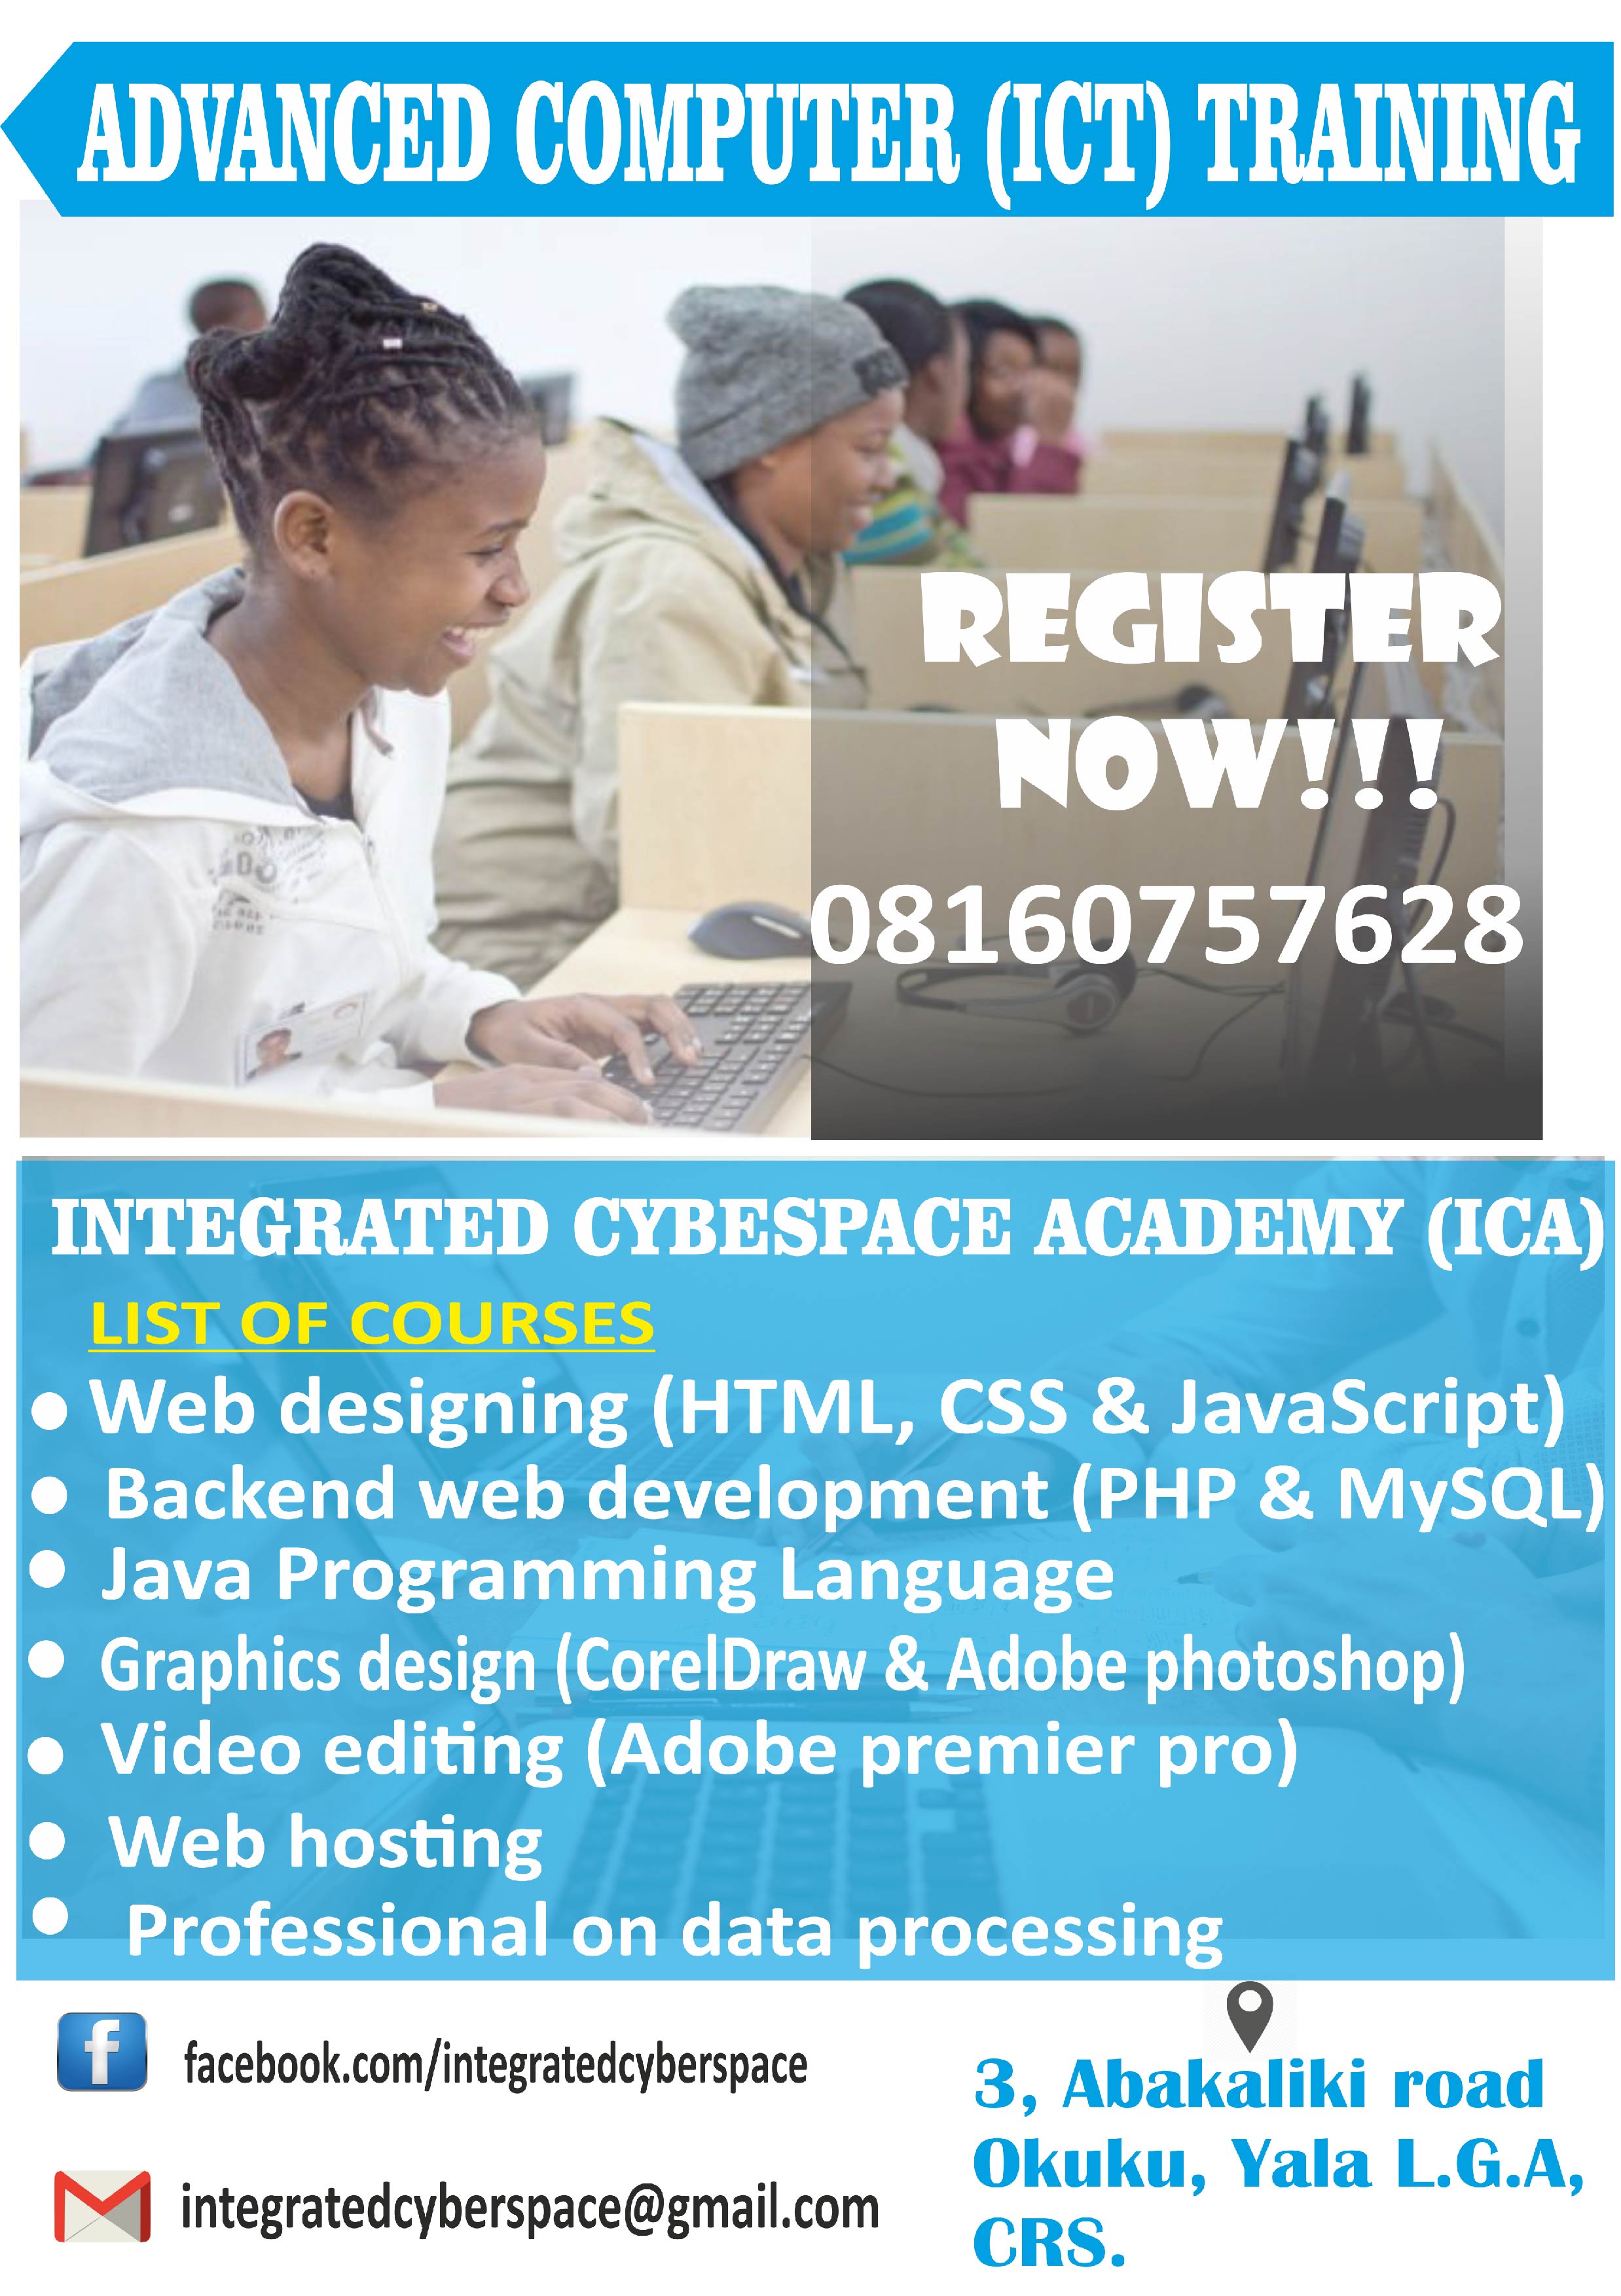 ADVANCED COMPUTER (ICT) TRAINING
REGISTER
NOW!!!
08160757628
INTEGRATED CYBESPACE ACADEMY (ICA)
LIST OF COURSES
• Web designing (HTML, CSS & JavaScript)
• Backend web development (PHP & MySQL)
• Java Programming Language
• Graphics design (CorelDraw & Adobe photoshop)
• Video editing (Adobe premier pro)
• Web hosting
• Professional on data processing
facebook.com/integratedcyberspace
integratedcyberspace@gmail.com
3, Abakaliki road
Okuku, Yala L.G.A,
CRS.